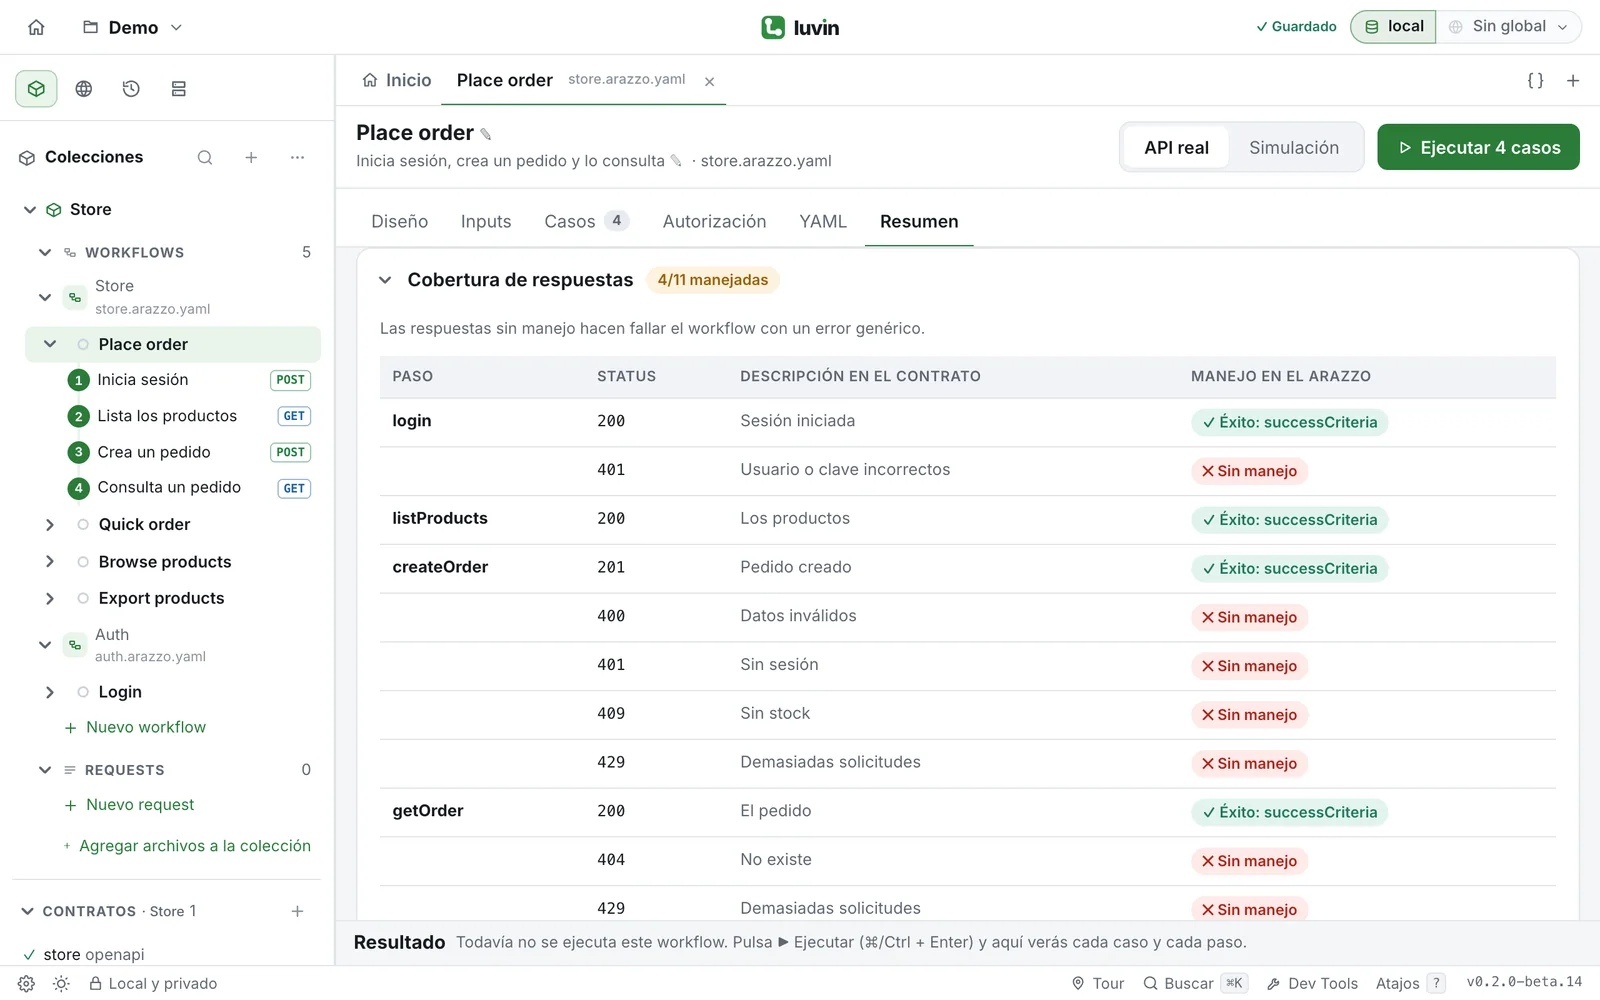 Demo
luvin
Guardado
local
Sin global
Inicio
Place order store.arazzo.yaml
{ }
Colecciones
Store
WORKFLOWS 5
Store
store.arazzo.yaml
Place order
1 Inicia sesión POST
2 Lista los productos GET
3 Crea un pedido POST
4 Consulta un pedido GET
Quick order
Browse products
Export products
Auth
auth.arazzo.yaml
Login
+ Nuevo workflow
REQUESTS 0
+ Nuevo request
+ Agregar archivos a la colección
CONTRATOS · Store 1
store openapi
Place order
Inicia sesión, crea un pedido y lo consulta · store.arazzo.yaml
API real
Simulación
Ejecutar 4 casos
Diseño Inputs Casos 4 Autorización YAML Resumen
Cobertura de respuestas 4/11 manejadas
Las respuestas sin manejo hacen fallar el workflow con un error genérico.
PASO STATUS DESCRIPCIÓN EN EL CONTRATO MANEJO EN EL ARAZZO
login 200 Sesión iniciada ✓ Éxito: successCriteria
401 Usuario o clave incorrectos ✕ Sin manejo
listProducts 200 Los productos ✓ Éxito: successCriteria
createOrder 201 Pedido creado ✓ Éxito: successCriteria
400 Datos inválidos ✕ Sin manejo
401 Sin sesión ✕ Sin manejo
409 Sin stock ✕ Sin manejo
429 Demasiadas solicitudes ✕ Sin manejo
getOrder 200 El pedido ✓ Éxito: successCriteria
404 No existe ✕ Sin manejo
429 Demasiadas solicitudes ✕ Sin manejo
Resultado Todavía no se ejecuta este workflow. Pulsa ▶ Ejecutar (⌘/Ctrl + Enter) y aquí verás cada caso y cada paso.
Local y privado
Tour
Buscar ⌘K
Dev Tools
Atajos ?
v0.2.0-beta.14